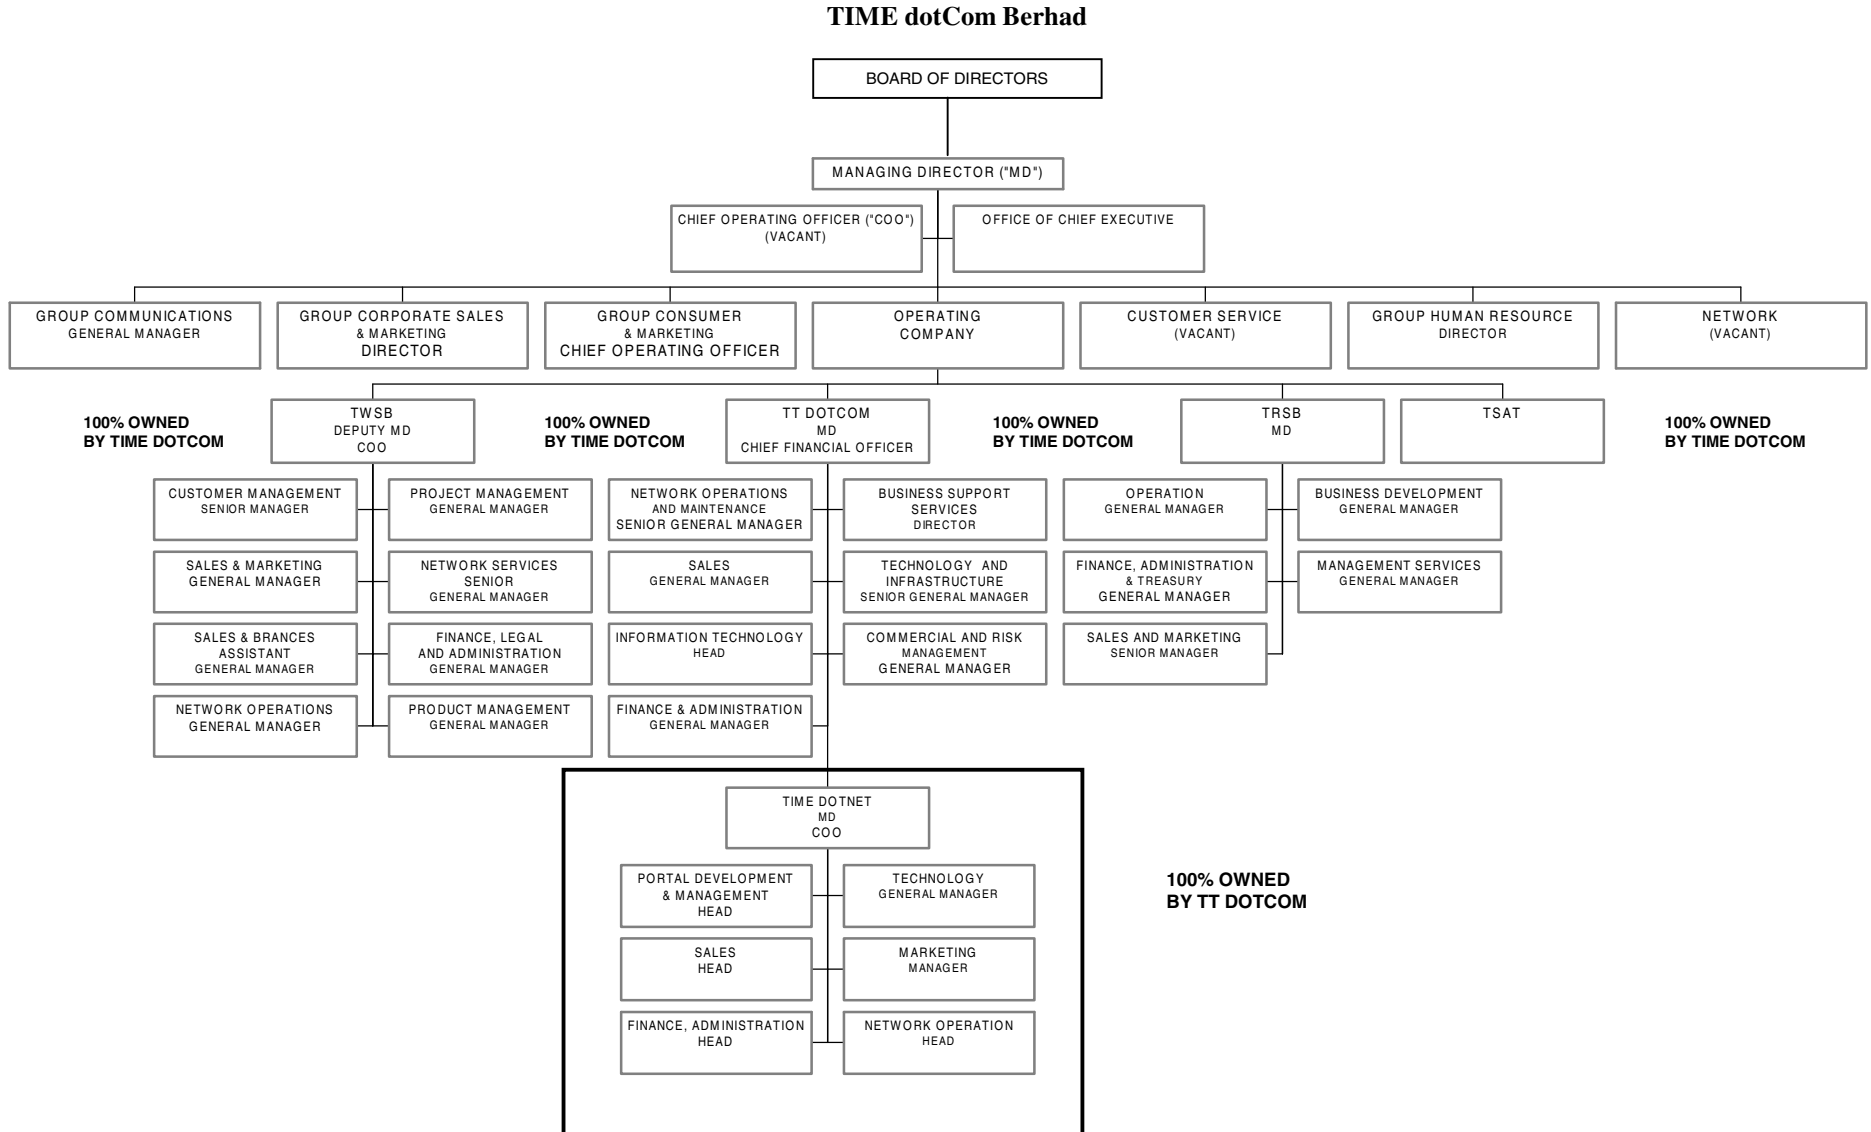 TIME dotCom Berhad
BOARD OF DIRECTORS
MANAGING DIRECTOR ("MD")
CHIEF OPERATING OFFICER ("COO")
(VACANT)
OFFICE OF CHIEF EXECUTIVE
GROUP COMMUNICATIONS
GENERAL MANAGER
GROUP CORPORATE SALES
& MARKETING
DIRECTOR
GROUP CONSUMER
& MARKETING
CHIEF OPERATING OFFICER
OPERATING
COMPANY
CUSTOMER SERVICE
(VACANT)
GROUP HUMAN RESOURCE
DIRECTOR
NETWORK
(VACANT)
100% OWNED
BY TIME DOTCOM
TWSB
DEPUTY MD
COO
100% OWNED
BY TIME DOTCOM
TT DOTCOM
MD
CHIEF FINANCIAL OFFICER
100% OWNED
BY TIME DOTCOM
TRSB
MD
TSAT
100% OWNED
BY TIME DOTCOM
CUSTOMER MANAGEMENT
SENIOR MANAGER
PROJECT MANAGEMENT
GENERAL MANAGER
NETWORK OPERATIONS
AND MAINTENANCE
SENIOR GENERAL MANAGER
BUSINESS SUPPORT
SERVICES
DIRECTOR
OPERATION
GENERAL MANAGER
BUSINESS DEVELOPMENT
GENERAL MANAGER
SALES & MARKETING
GENERAL MANAGER
NETWORK SERVICES
SENIOR
GENERAL MANAGER
SALES
GENERAL MANAGER
TECHNOLOGY AND
INFRASTRUCTURE
SENIOR GENERAL MANAGER
FINANCE, ADMINISTRATION
& TREASURY
GENERAL MANAGER
MANAGEMENT SERVICES
GENERAL MANAGER
SALES & BRANCES
ASSISTANT
GENERAL MANAGER
FINANCE, LEGAL
AND ADMINISTRATION
GENERAL MANAGER
INFORMATION TECHNOLOGY
HEAD
COMMERCIAL AND RISK
MANAGEMENT
GENERAL MANAGER
SALES AND MARKETING
SENIOR MANAGER
NETWORK OPERATIONS
GENERAL MANAGER
PRODUCT MANAGEMENT
GENERAL MANAGER
FINANCE & ADMINISTRATION
GENERAL MANAGER
TIME DOTNET
MD
COO
PORTAL DEVELOPMENT
& MANAGEMENT
HEAD
TECHNOLOGY
GENERAL MANAGER
100% OWNED
BY TT DOTCOM
SALES
HEAD
MARKETING
MANAGER
FINANCE, ADMINISTRATION
HEAD
NETWORK OPERATION
HEAD